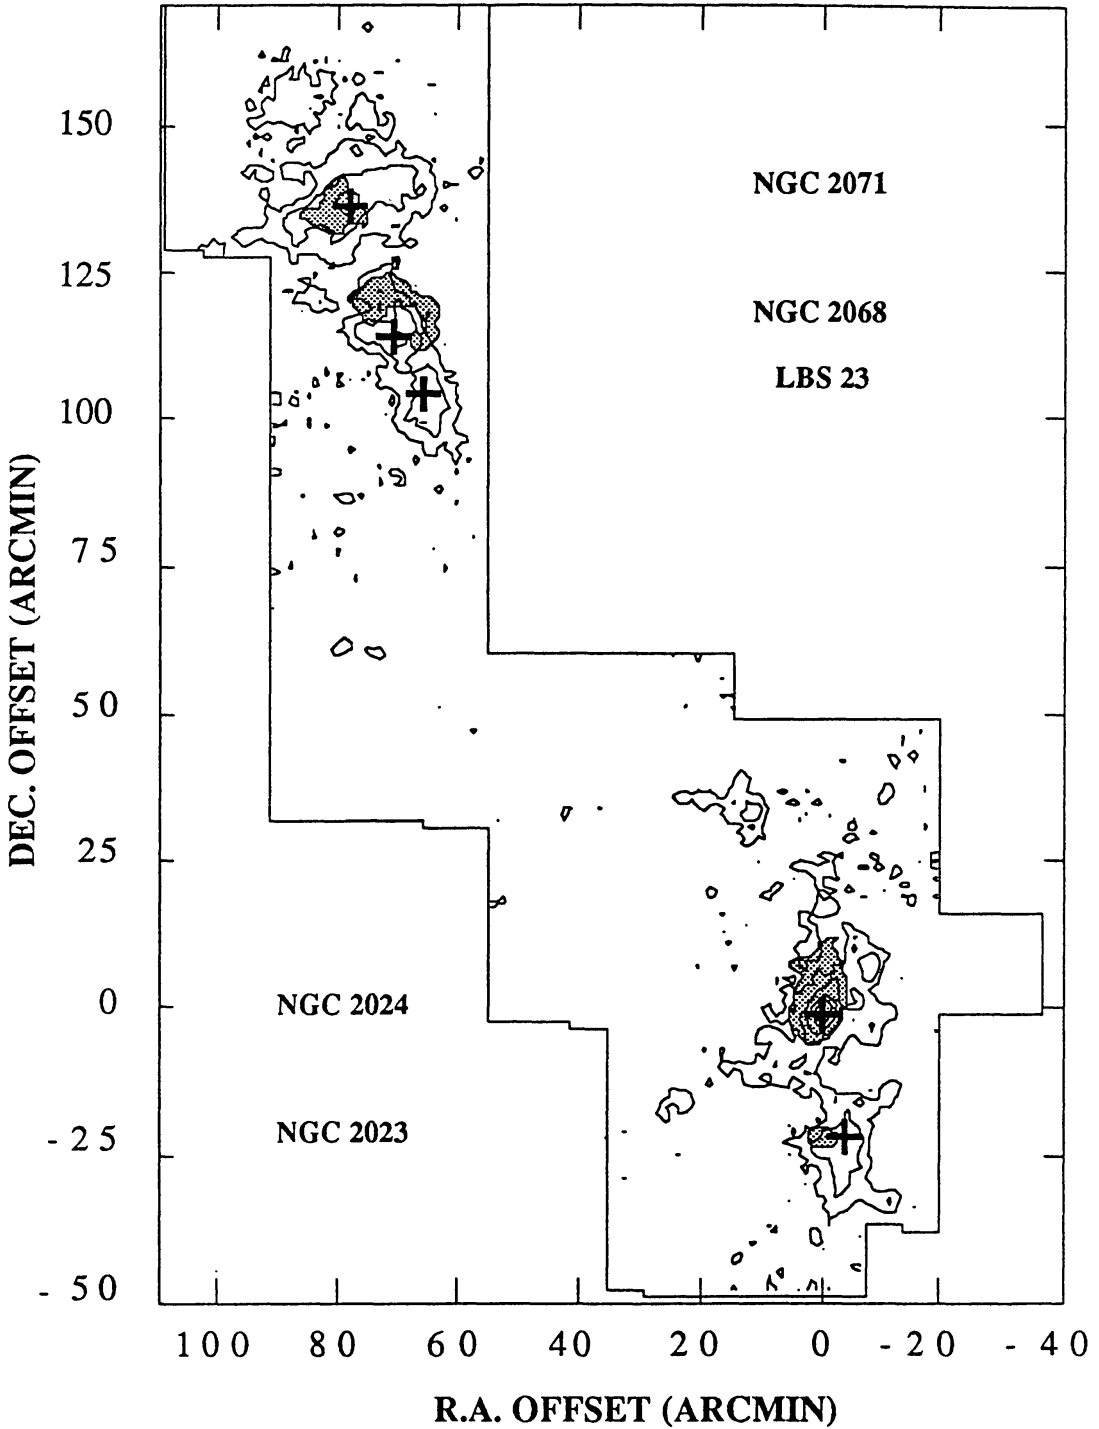 150
NGC 2071
125
NGC 2068
LBS 23
100
75
50
25
0
NGC 2024
NGC 2023
- 25
- 50
DEC. OFFSET (ARCMIN)
100 80 60 40 20 0 - 20 - 40
R.A. OFFSET (ARCMIN)